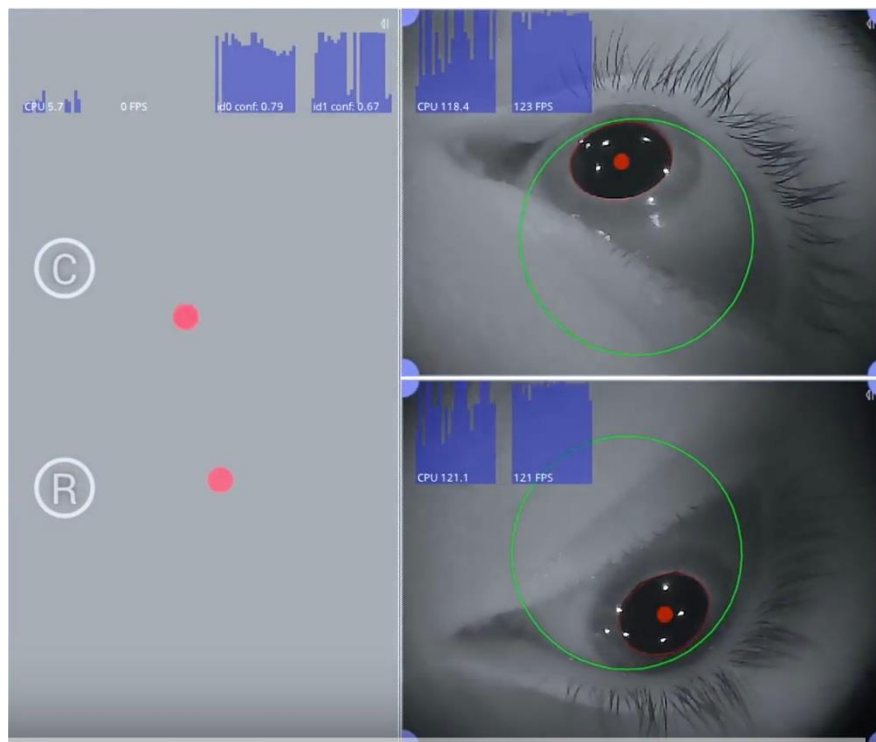 CPU 5.7
0 FPS
id0 conf: 0.79
id1 conf: 0.67
C
R
CPU 118.4
123 FPS
CPU 121.1
121 FPS